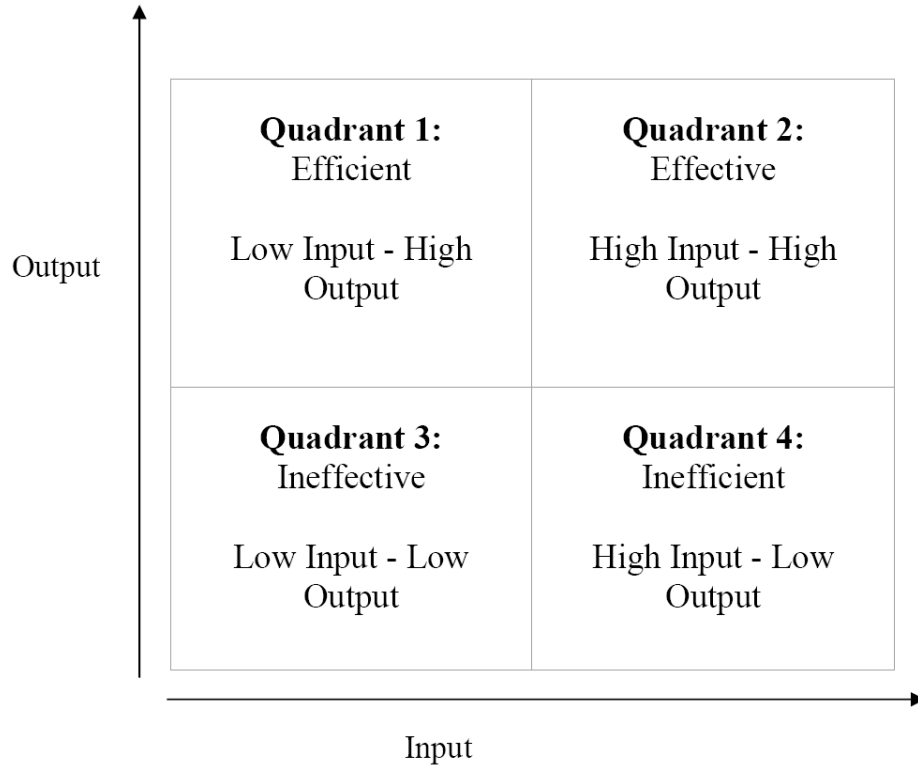 Quadrant 1:
Efficient
Low Input - High
Output
Quadrant 2:
Effective
High Input - High
Output
Output
Quadrant 3:
Ineffective
Low Input - Low
Output
Quadrant 4:
Inefficient
High Input - Low
Output
Input